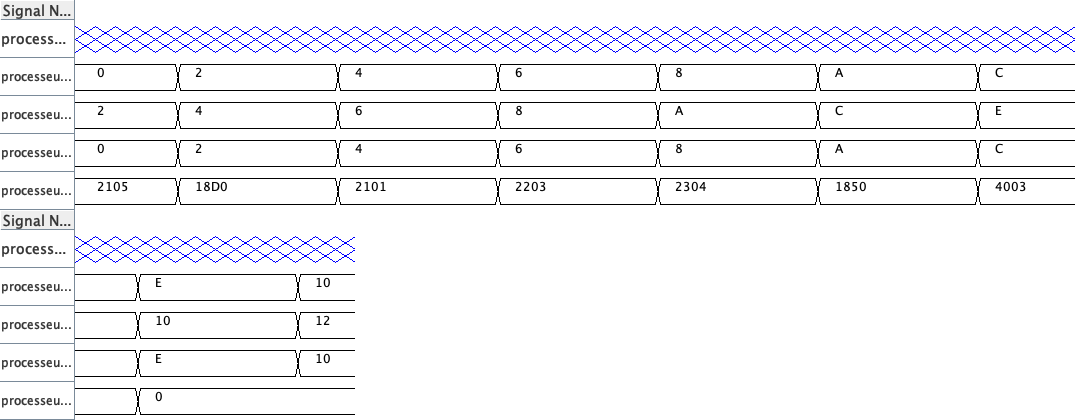 Signal N...
process...
processeu... 0 2 4 6 8 A C
processeu... 2 4 6 8 A C E
processeu... 0 2 4 6 8 A C
processeu... 2105 18D0 2101 2203 2304 1850 4003
Signal N...
process...
processeu... E 10
processeu... 10 12
processeu... E 10
processeu... 0